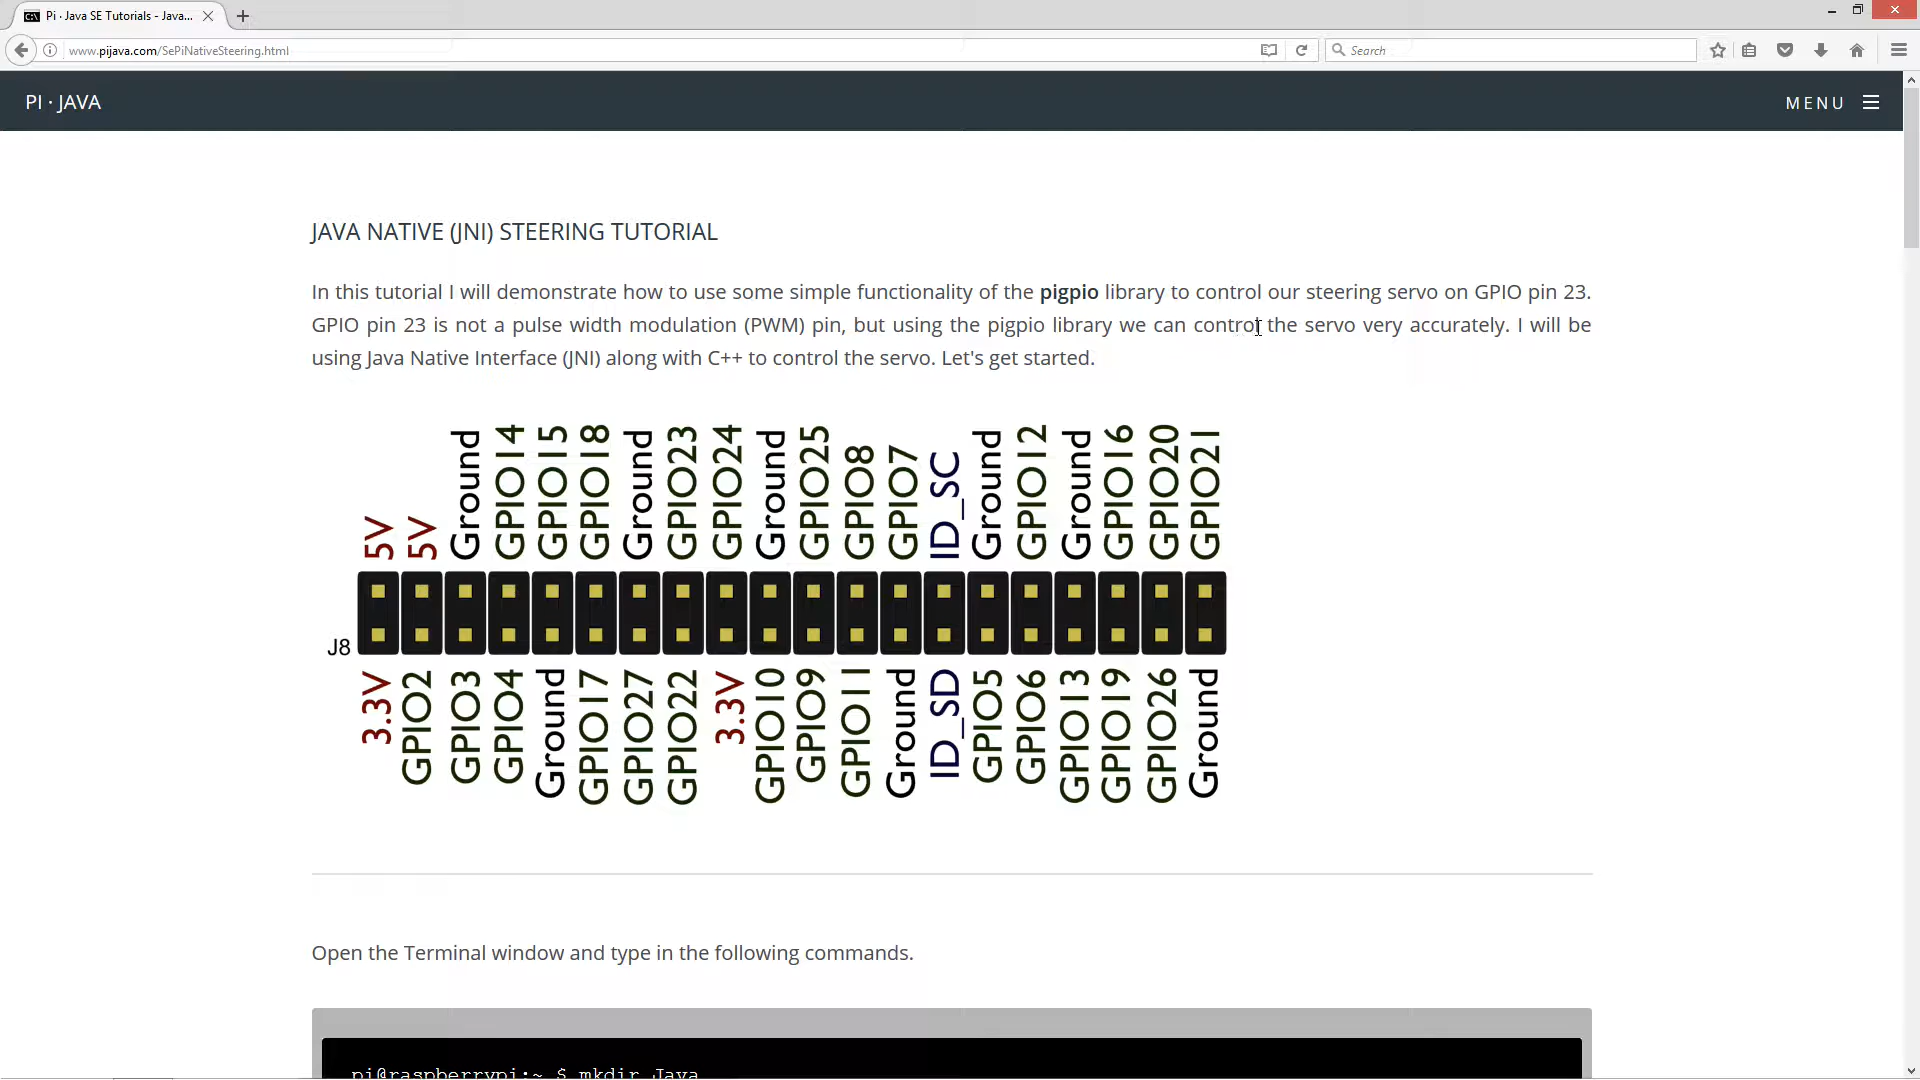 Pi · Java SE Tutorials - Java...
www.pijava.com/SePiNativeSteering.html
Search
PI · JAVA
MENU
JAVA NATIVE (JNI) STEERING TUTORIAL
In this tutorial I will demonstrate how to use some simple functionality of the pigpio library to control our steering servo on GPIO pin 23.
GPIO pin 23 is not a pulse width modulation (PWM) pin, but using the pigpio library we can control the servo very accurately. I will be
using Java Native Interface (JNI) along with C++ to control the servo. Let's get started.
5V
5V
Ground
GPIO14
GPIO15
GPIO18
Ground
GPIO23
GPIO24
Ground
GPIO25
GPIO8
GPIO7
ID_SC
Ground
GPIO12
Ground
GPIO16
GPIO20
GPIO21
J8
3.3V
GPIO2
GPIO3
GPIO4
Ground
GPIO17
GPIO27
GPIO22
3.3V
GPIO10
GPIO9
GPIO11
Ground
ID_SD
GPIO5
GPIO6
GPIO13
GPIO19
GPIO26
Ground
Open the Terminal window and type in the following commands.
pi@raspberrypi:~ $ mkdir Java